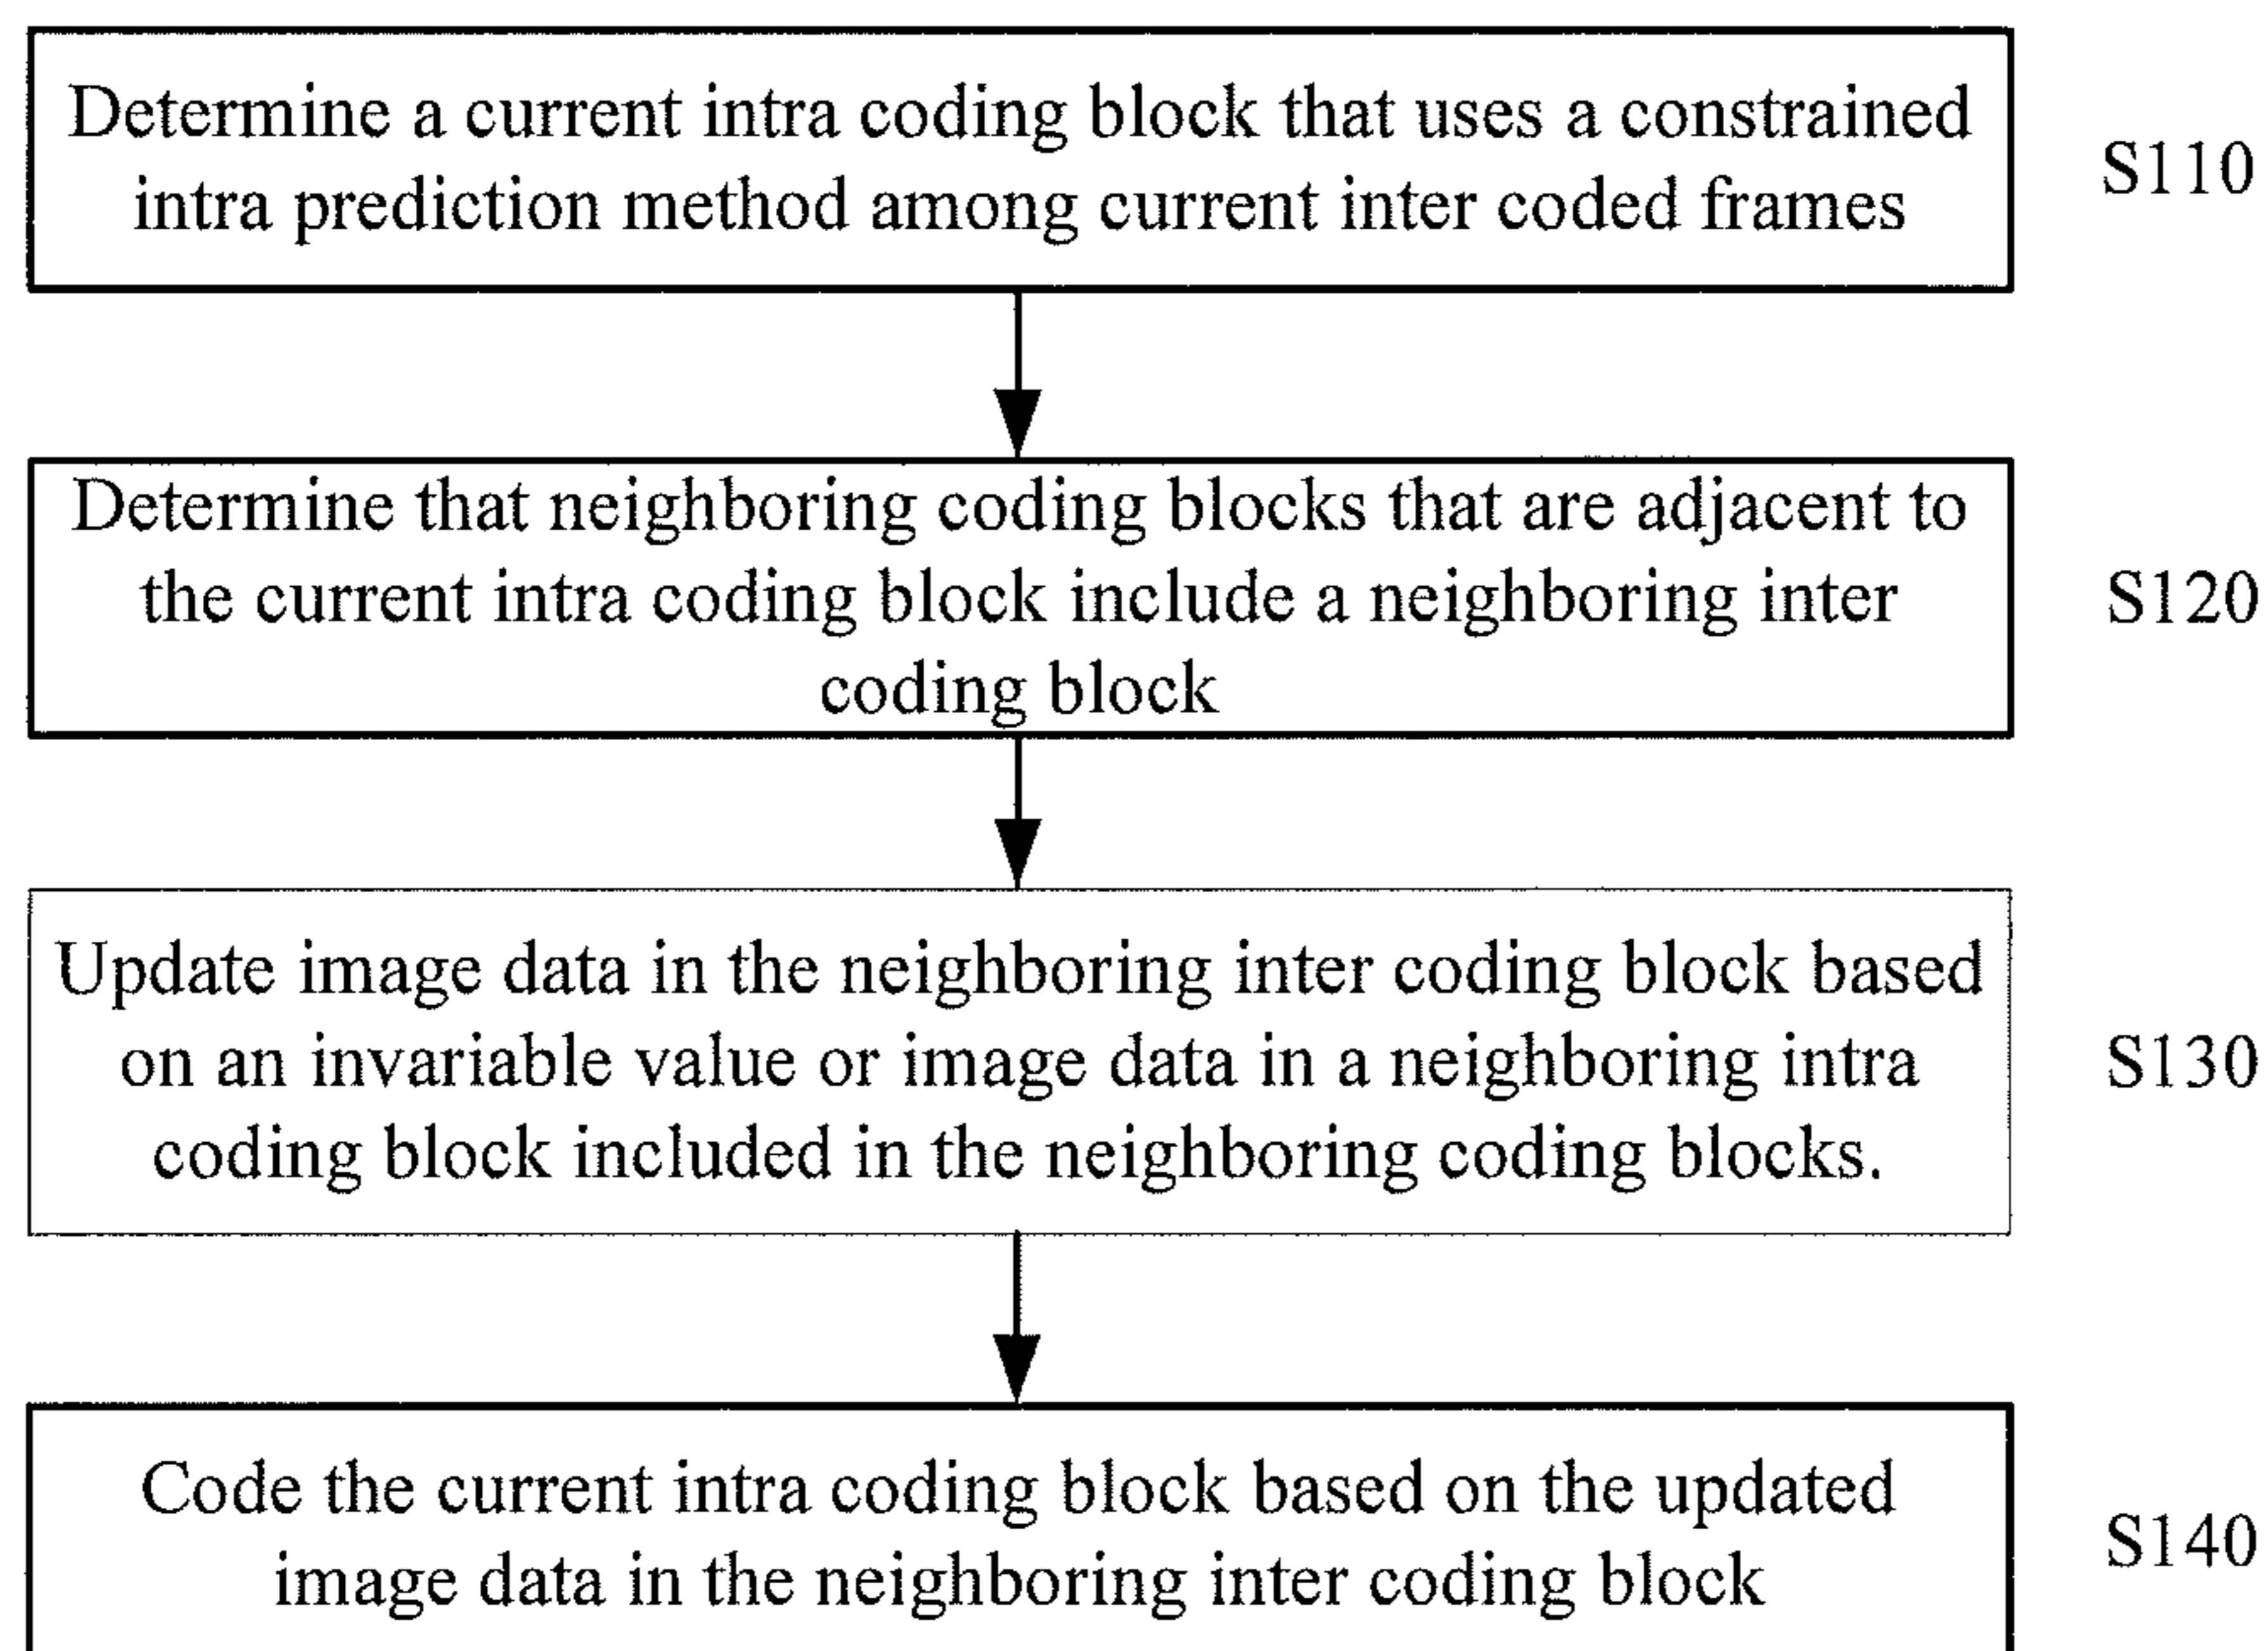 Determine a current intra coding block that uses a constrained
intra prediction method among current inter coded frames
S110
Determine that neighboring coding blocks that are adjacent to
the current intra coding block include a neighboring inter
coding block
S120
Update image data in the neighboring inter coding block based
on an invariable value or image data in a neighboring intra
coding block included in the neighboring coding blocks.
S130
Code the current intra coding block based on the updated
image data in the neighboring inter coding block
S140